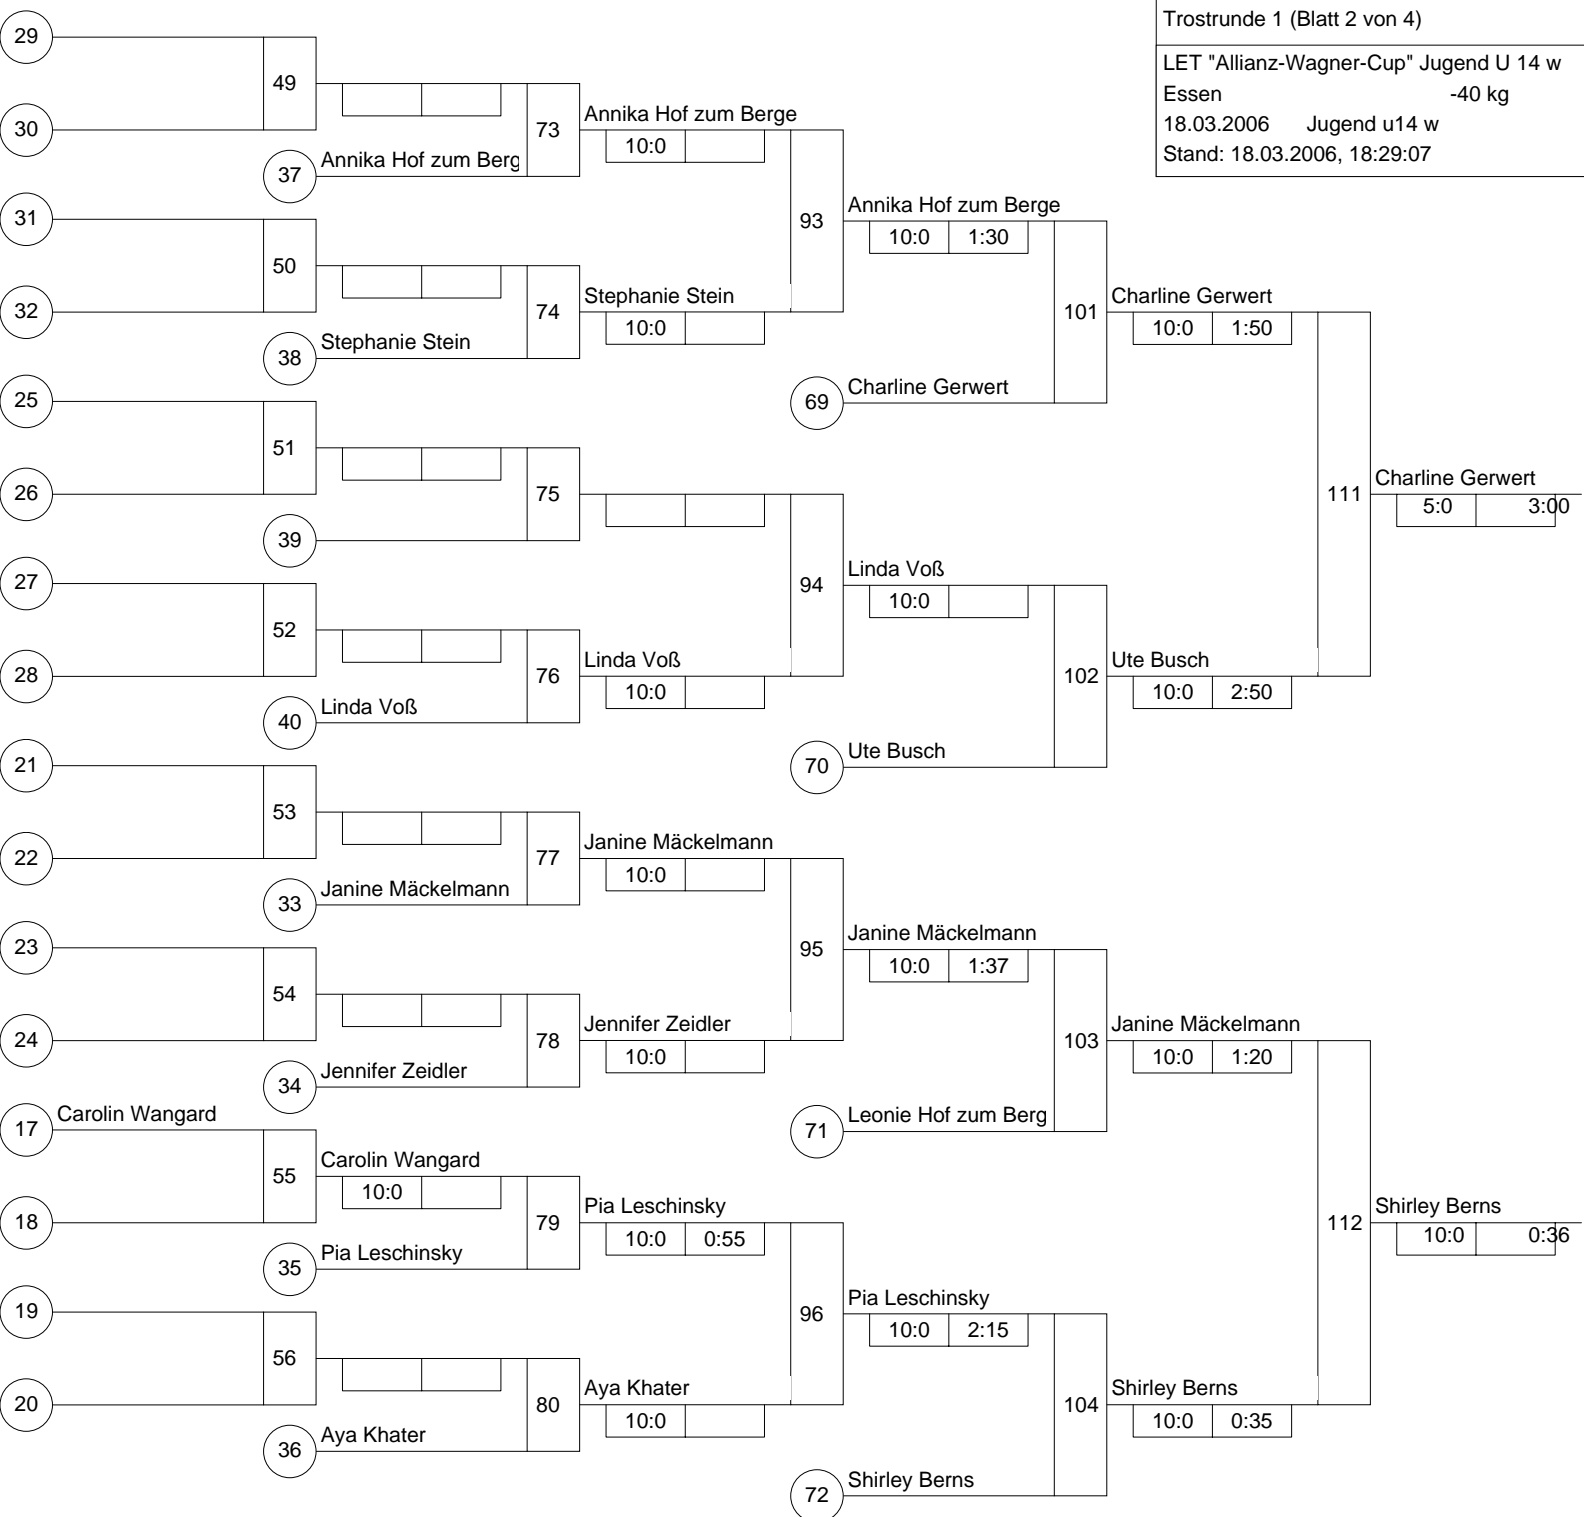 Trostrunde 1 (Blatt 2 von 4)
LET "Allianz-Wagner-Cup" Jugend U 14 w
Essen -40 kg
18.03.2006 Jugend u14 w
Stand: 18.03.2006, 18:29:07
29
49
30
73
Annika Hof zum Berge
10:0
37
Annika Hof zum Berg
31
50
32
93
Annika Hof zum Berge
10:0 1:30
74
Stephanie Stein
10:0
38
Stephanie Stein
101
Charline Gerwert
10:0 1:50
69
Charline Gerwert
25
51
26
75
39
111
Charline Gerwert
5:0 3:00
27
52
28
94
Linda Voß
10:0
76
Linda Voß
10:0
40
Linda Voß
102
Ute Busch
10:0 2:50
70
Ute Busch
21
53
22
77
Janine Mäckelmann
10:0
33
Janine Mäckelmann
23
54
24
95
Janine Mäckelmann
10:0 1:37
78
Jennifer Zeidler
10:0
34
Jennifer Zeidler
103
Janine Mäckelmann
10:0 1:20
71
Leonie Hof zum Berg
17
Carolin Wangard
55
18
Carolin Wangard
10:0
79
Pia Leschinsky
10:0 0:55
35
Pia Leschinsky
112
Shirley Berns
10:0 0:36
19
56
20
96
Pia Leschinsky
10:0 2:15
80
Aya Khater
10:0
36
Aya Khater
104
Shirley Berns
10:0 0:35
72
Shirley Berns